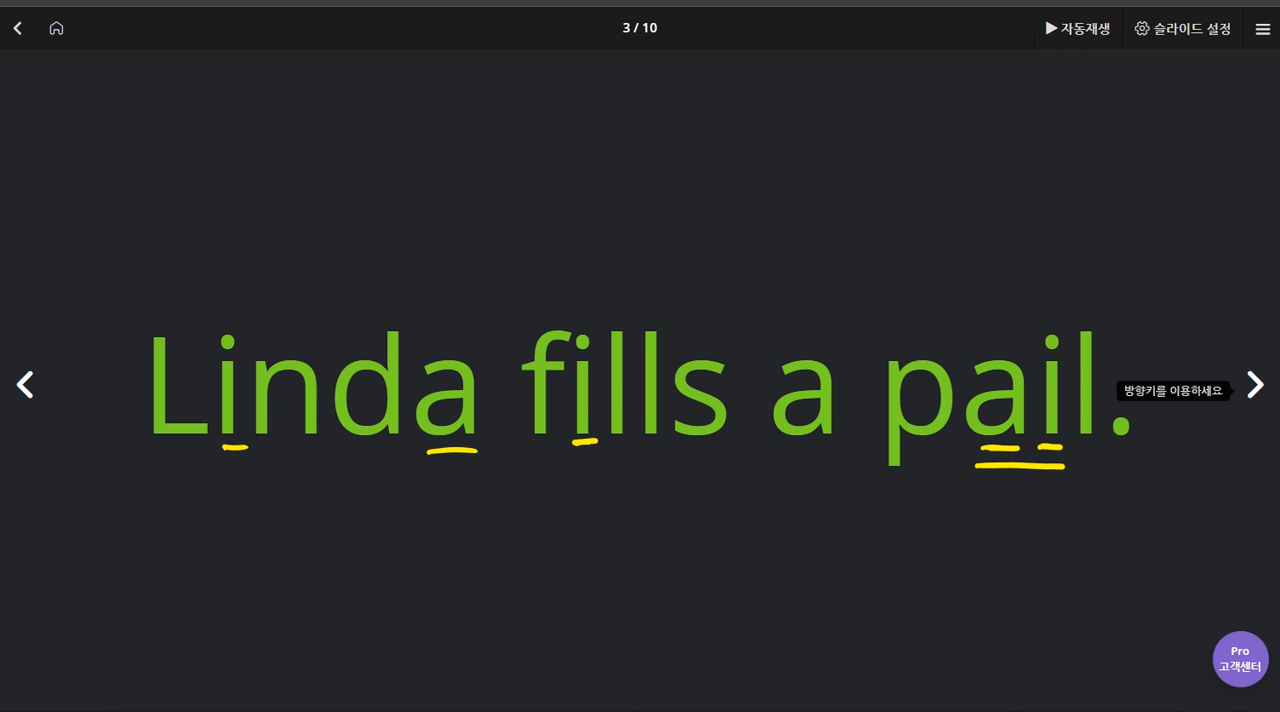 3 / 10
자동재생
슬라이드 설정
Linda fills a pail.
방향키를 이용하세요
Pro
고객센터